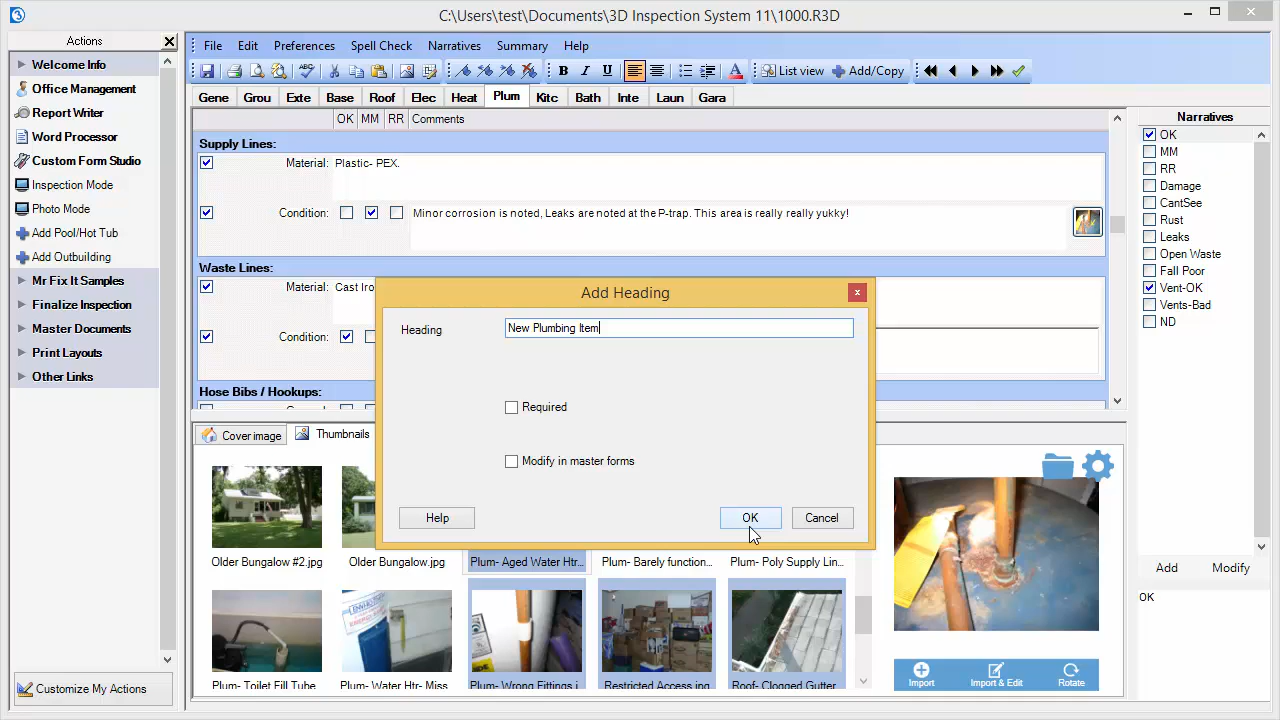 C:\Users\test\Documents\3D Inspection System 11\1000.R3D
Actions
Welcome Info
Office Management
Report Writer
Word Processor
Custom Form Studio
Inspection Mode
Photo Mode
Add Pool/Hot Tub
Add Outbuilding
Mr Fix It Samples
Finalize Inspection
Master Documents
Print Layouts
Other Links
Customize My Actions
File Edit Preferences Spell Check Narratives Summary Help
B I U A List view Add/Copy
Gene Grou Exte Base Roof Elec Heat Plum Kitc Bath Inte Laun Gara
OK MM RR Comments
Supply Lines:
Material: Plastic- PEX.
Condition: Minor corrosion is noted, Leaks are noted at the P-trap. This area is really really yukky!
Waste Lines:
Material: Cast Iro
Condition:
Hose Bibs / Hookups:
Add Heading
Heading New Plumbing Item
Required
Modify in master forms
Help OK Cancel
Cover image Thumbnails
Older Bungalow #2.jpg Older Bungalow.jpg Plum- Aged Water Htr... Plum- Barely function... Plum- Poly Supply Lin...
Plum- Toilet Fill Tube Plum- Water Htr- Miss Plum- Wrong Fittings i Restricted Access.jpg Roof- Clogged Gutter
Import Import & Edit Rotate
Narratives
OK
MM
RR
Damage
CantSee
Rust
Leaks
Open Waste
Fall Poor
Vent-OK
Vents-Bad
ND
Add Modify
OK